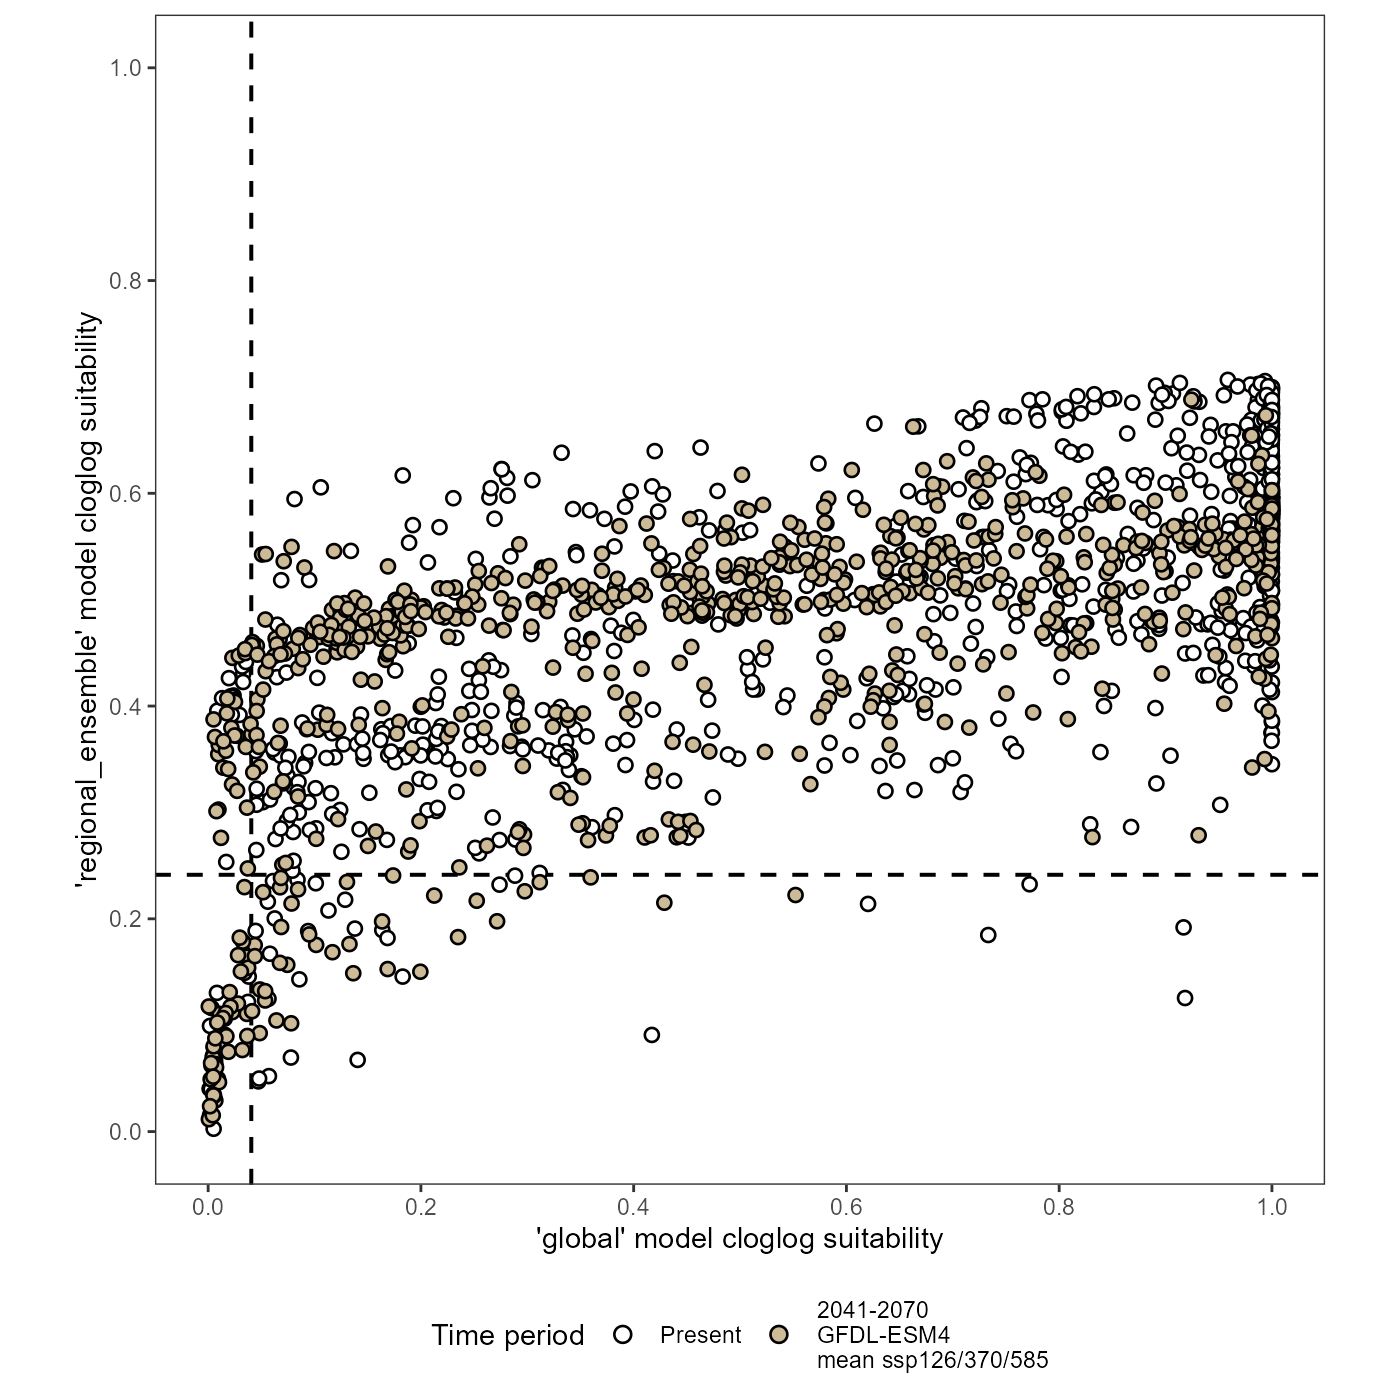 1.0
0.8
0.6
0.4
0.2
0.0
'regional_ensemble' model cloglog suitability
0.0 0.2 0.4 0.6 0.8 1.0
'global' model cloglog suitability
Time period
Present
2041-2070
GFDL-ESM4
mean ssp126/370/585